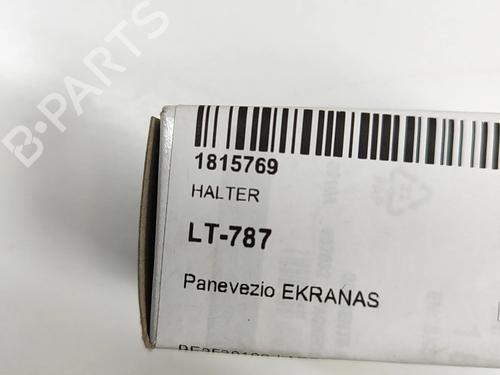 B-PARTS
1815769
HALTER
LT-787
Panevezio EKRANAS